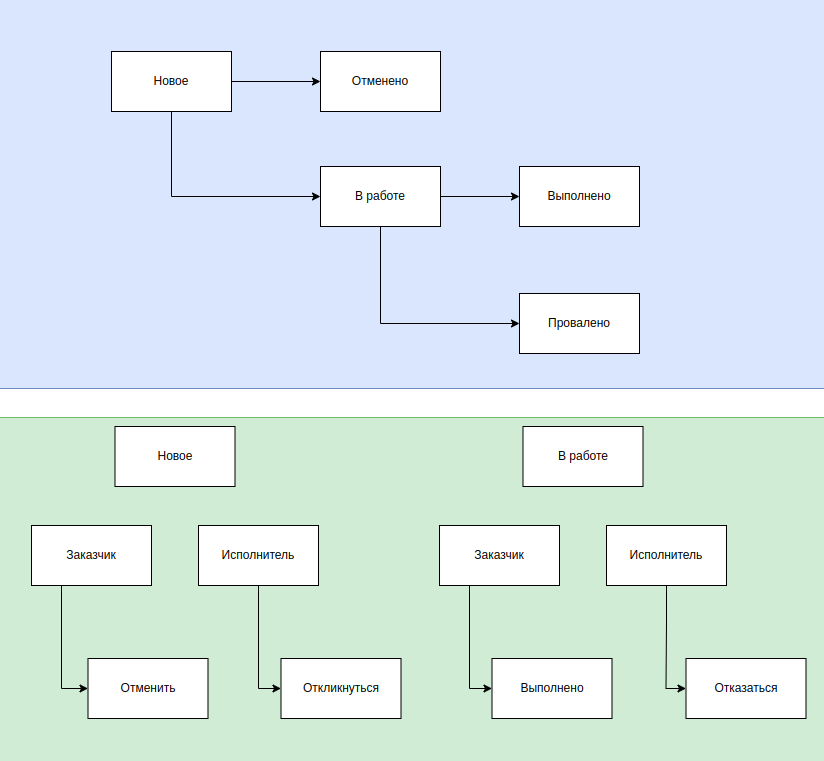 Новое
Отменено
В работе
Выполнено
Провалено
Новое
В работе
Заказчик
Исполнитель
Заказчик
Исполнитель
Отменить
Откликнуться
Выполнено
Отказаться